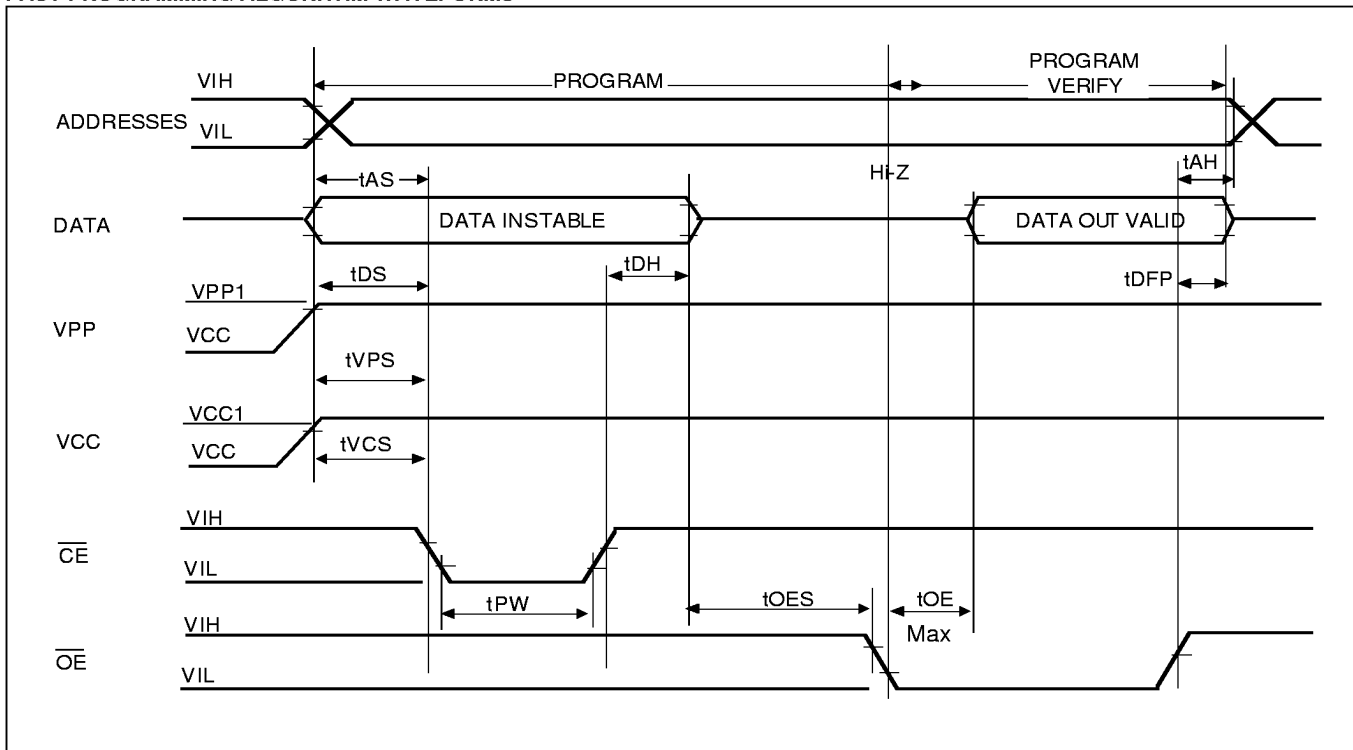 PROGRAM
PROGRAM
VERIFY
VIH
ADDRESSES
VIL
tAS
Hi-Z
tAH
DATA
DATA INSTABLE
DATA OUT VALID
tDS
tDH
tDFP
VPP1
VPP
VCC
tVPS
VCC1
VCC
VCC
tVCS
VIH
CE
VIL
tPW
tOES
tOE
Max
VIH
OE
VIL